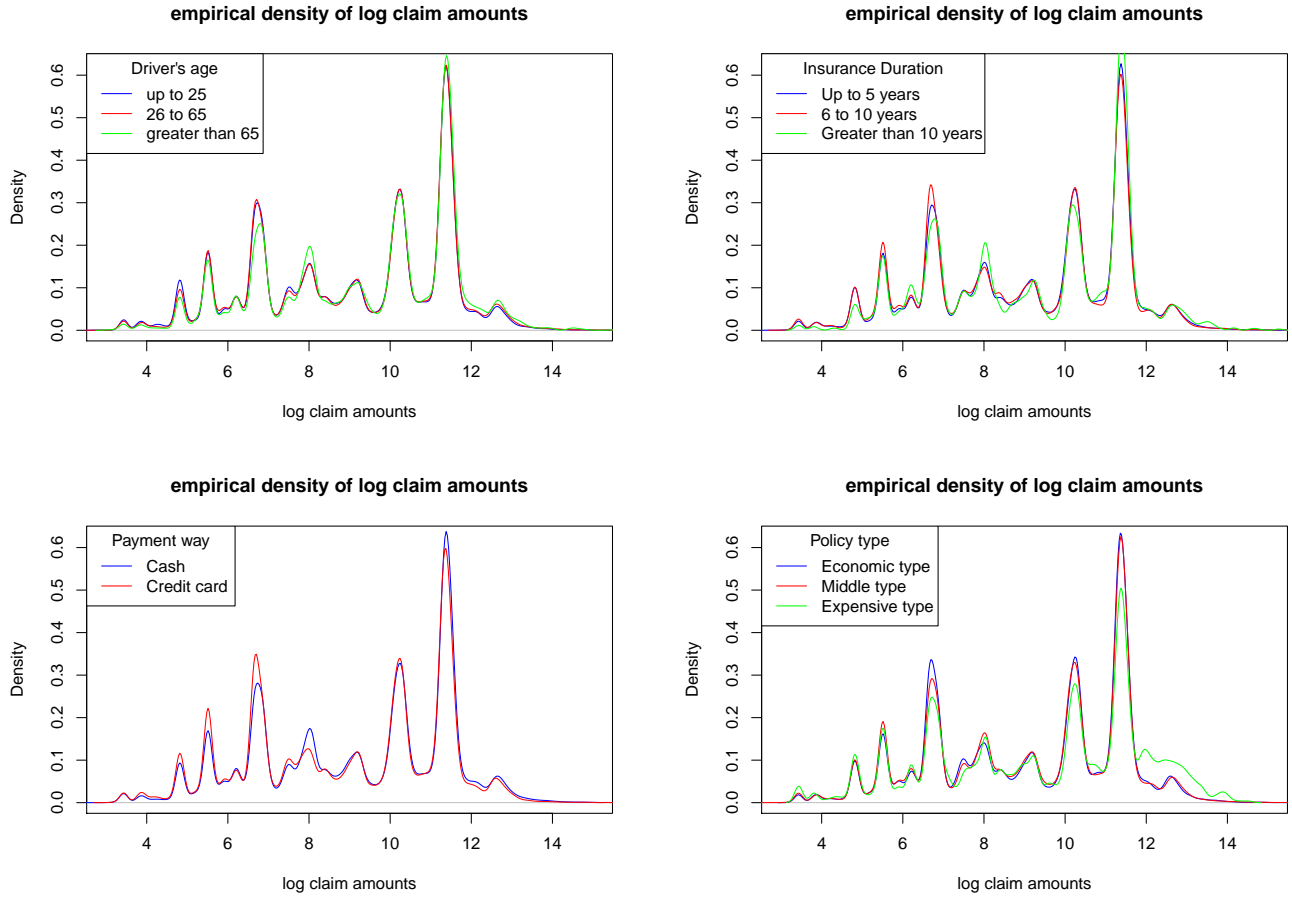 empirical density of log claim amounts
Driver's age
up to 25
26 to 65
greater than 65
Density
0.0 0.1 0.2 0.3 0.4 0.5 0.6
4 6 8 10 12 14
log claim amounts
empirical density of log claim amounts
Insurance Duration
Up to 5 years
6 to 10 years
Greater than 10 years
Density
0.0 0.1 0.2 0.3 0.4 0.5 0.6
4 6 8 10 12 14
log claim amounts
empirical density of log claim amounts
Payment way
Cash
Credit card
Density
0.0 0.1 0.2 0.3 0.4 0.5 0.6
4 6 8 10 12 14
log claim amounts
empirical density of log claim amounts
Policy type
Economic type
Middle type
Expensive type
Density
0.0 0.1 0.2 0.3 0.4 0.5 0.6
4 6 8 10 12 14
log claim amounts